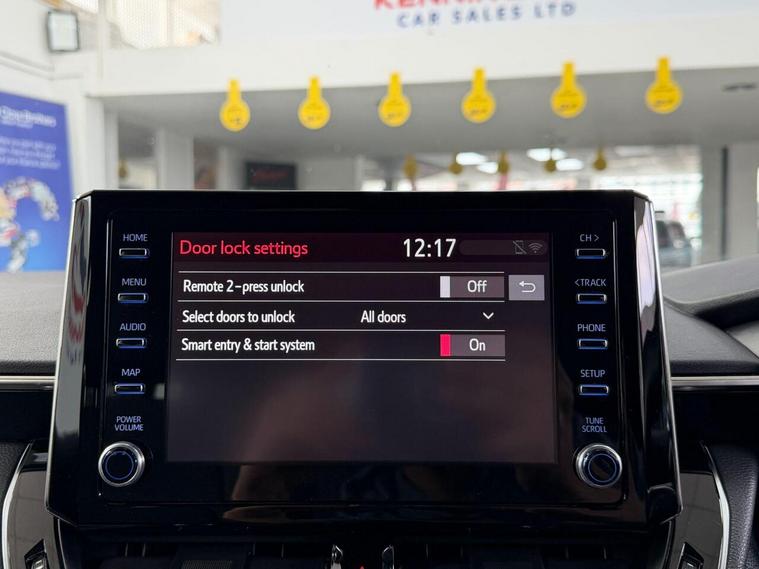 CAR SALES LTD
HOME
MENU
AUDIO
MAP
POWER
VOLUME
Door lock settings
12:17
Remote 2-press unlock
Off
Select doors to unlock
All doors
Smart entry & start system
On
CH >
<TRACK
PHONE
SETUP
TUNE
SCROLL